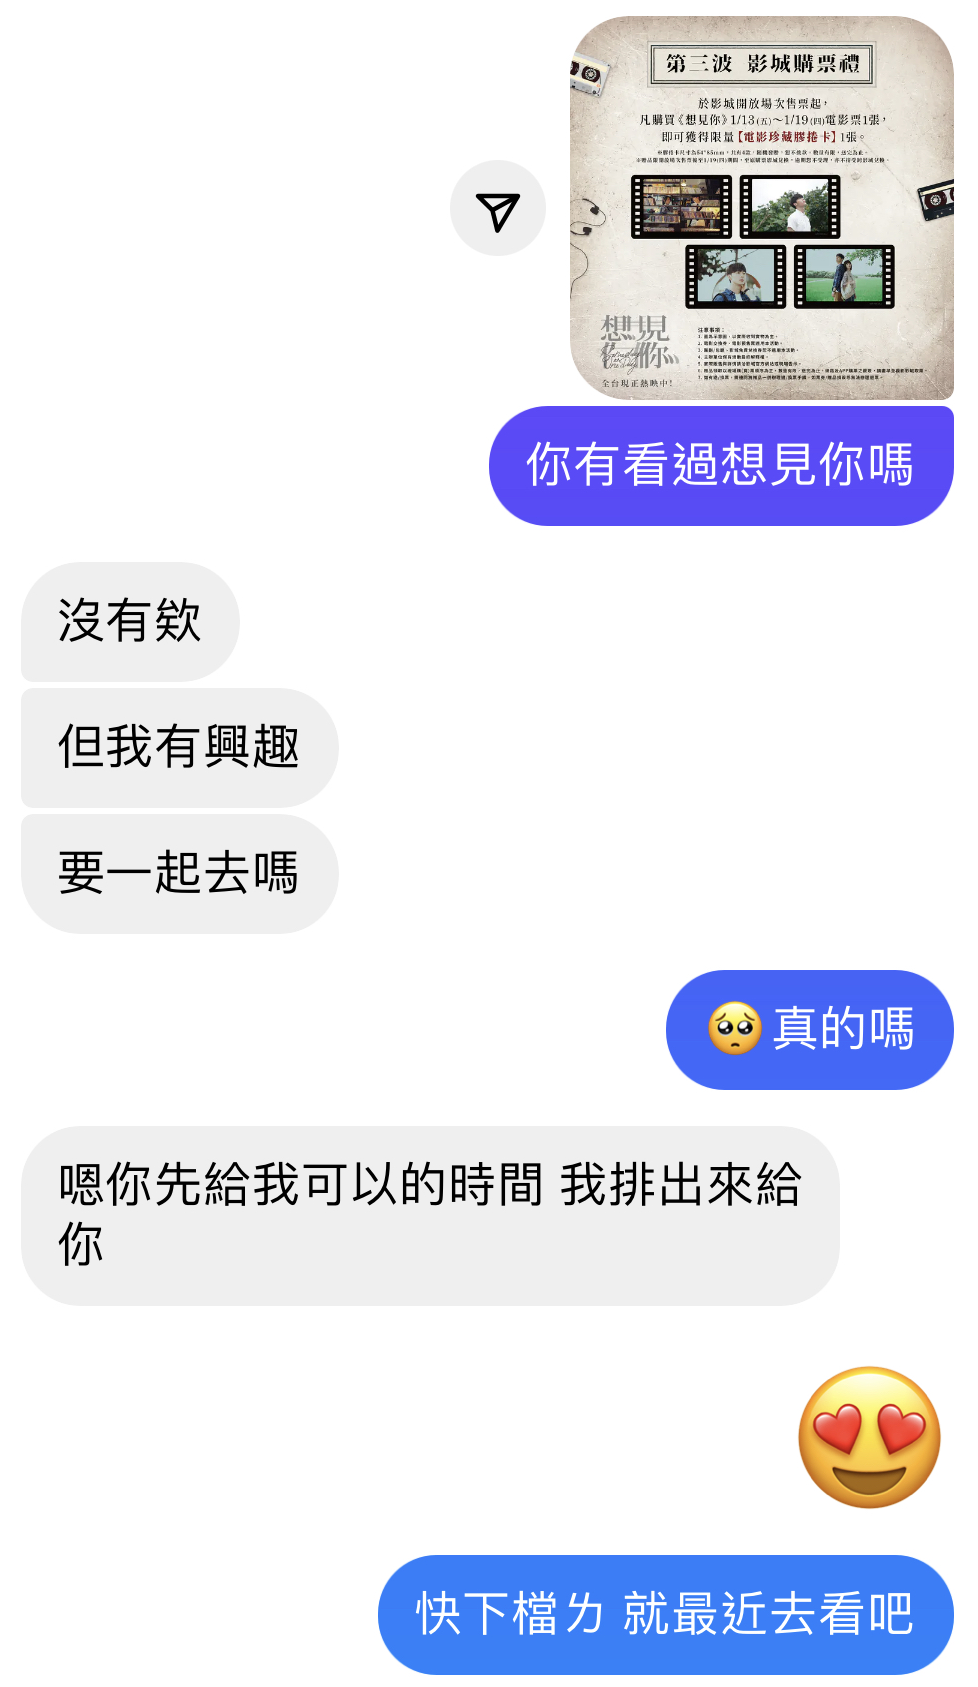 第三波 影城購票禮
於影城開放場次售票起，
凡購買《想見你》1/13(五)～1/19(四)電影票1張，
即可獲得限量【電影珍藏膠捲卡】1張。
想見你
全台現正熱映中！
注意事項：
你有看過想見你嗎
沒有欸
但我有興趣
要一起去嗎
🥺真的嗎
嗯你先給我可以的時間 我排出來給
你
😍
快下檔ㄌ 就最近去看吧